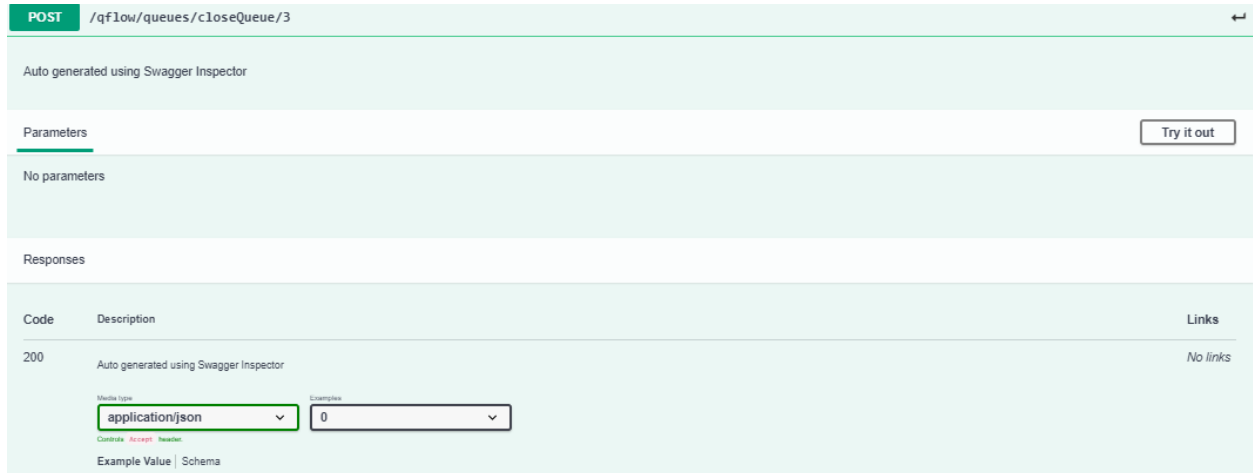 POST /qflow/queues/closeQueue/3
Auto generated using Swagger Inspector
Parameters Try it out
No parameters
Responses
Code Description Links
200 Auto generated using Swagger Inspector No links
Media type Examples
application/json 0
Controls Accept header.
Example Value Schema